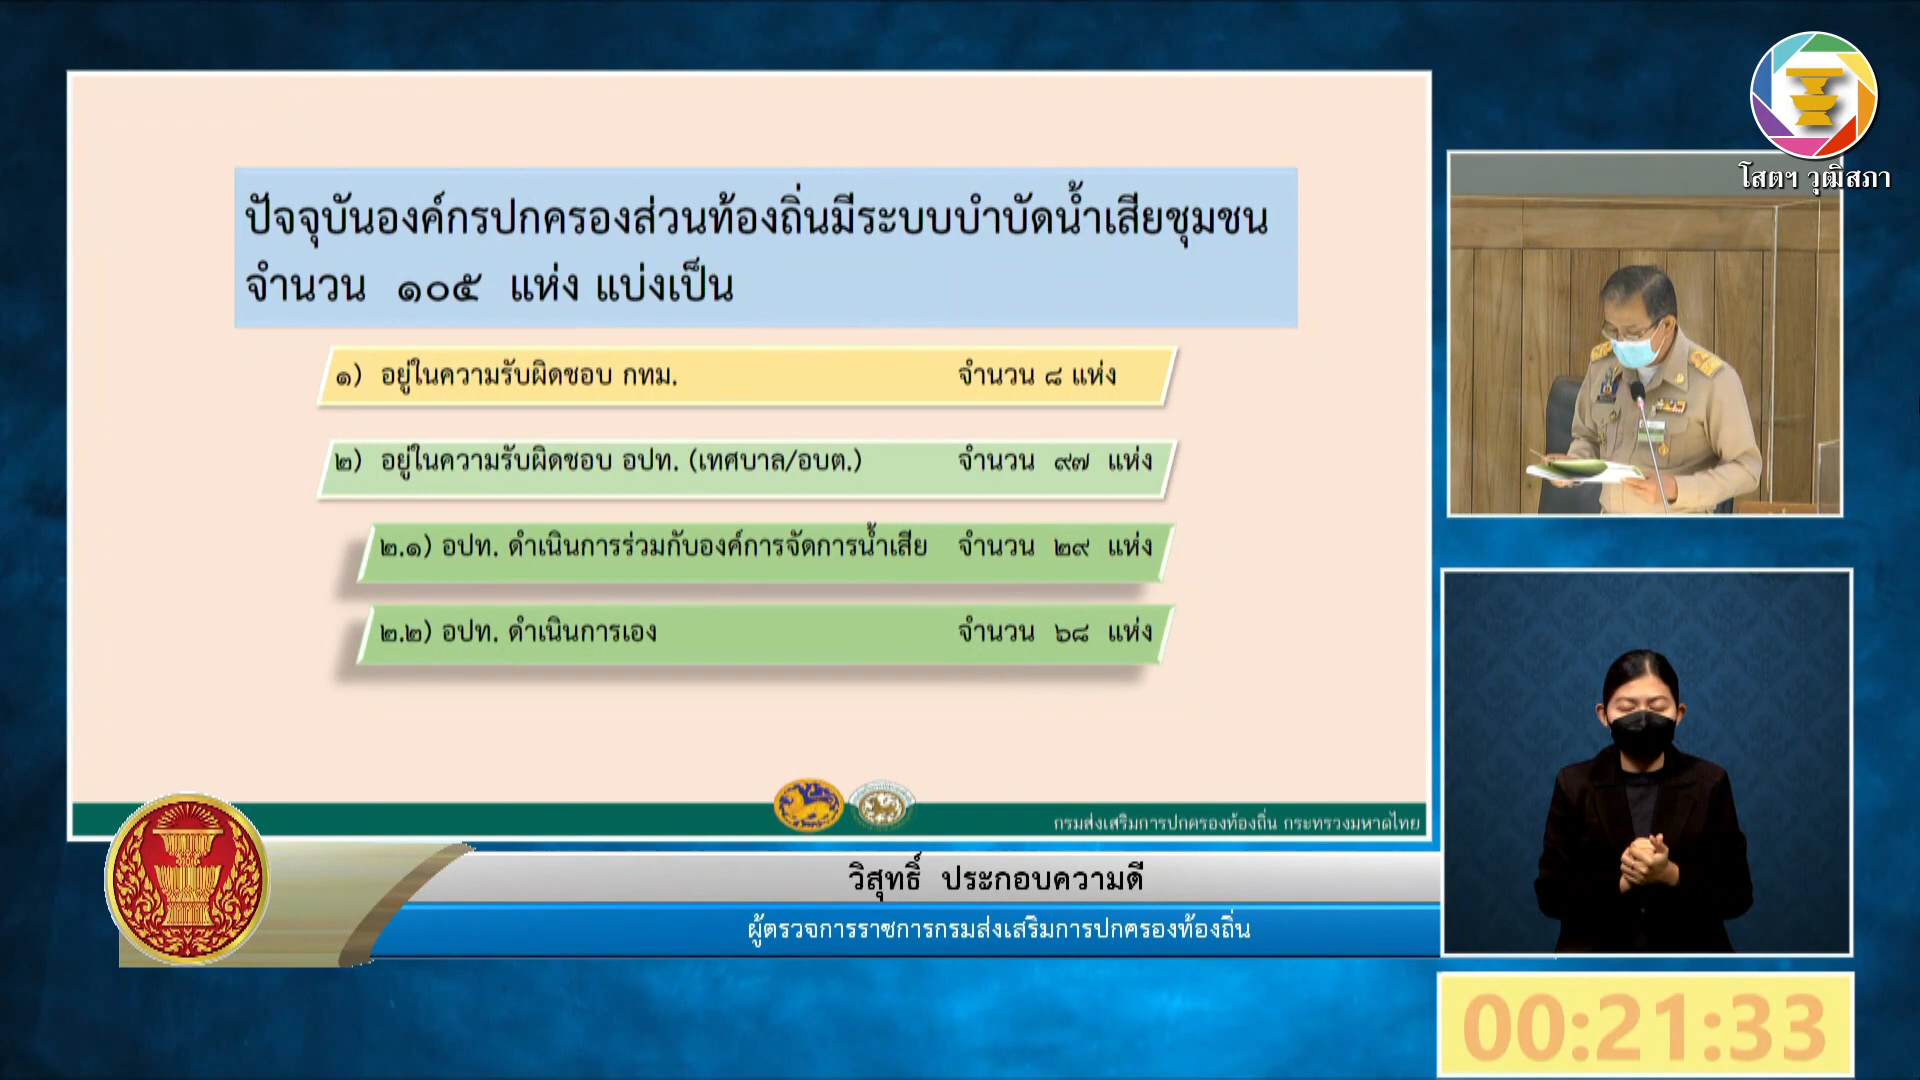 โสตฯ วุฒิสภา
ปัจจุบันองค์กรปกครองส่วนท้องถิ่นมีระบบบำบัดน้ำเสียชุมชน
จำนวน ๑๐๕ แห่ง แบ่งเป็น
๑) อยู่ในความรับผิดชอบ กทม. จำนวน ๘ แห่ง
๒) อยู่ในความรับผิดชอบ อปท. (เทศบาล/อบต.) จำนวน ๙๗ แห่ง
๒.๑) อปท. ดำเนินการร่วมกับองค์การจัดการน้ำเสีย จำนวน ๒๙ แห่ง
๒.๒) อปท. ดำเนินการเอง จำนวน ๖๘ แห่ง
กรมส่งเสริมการปกครองท้องถิ่น กระทรวงมหาดไทย
วิสุทธิ์ ประกอบความดี
ผู้ตรวจการราชการกรมส่งเสริมการปกครองท้องถิ่น
00:21:33